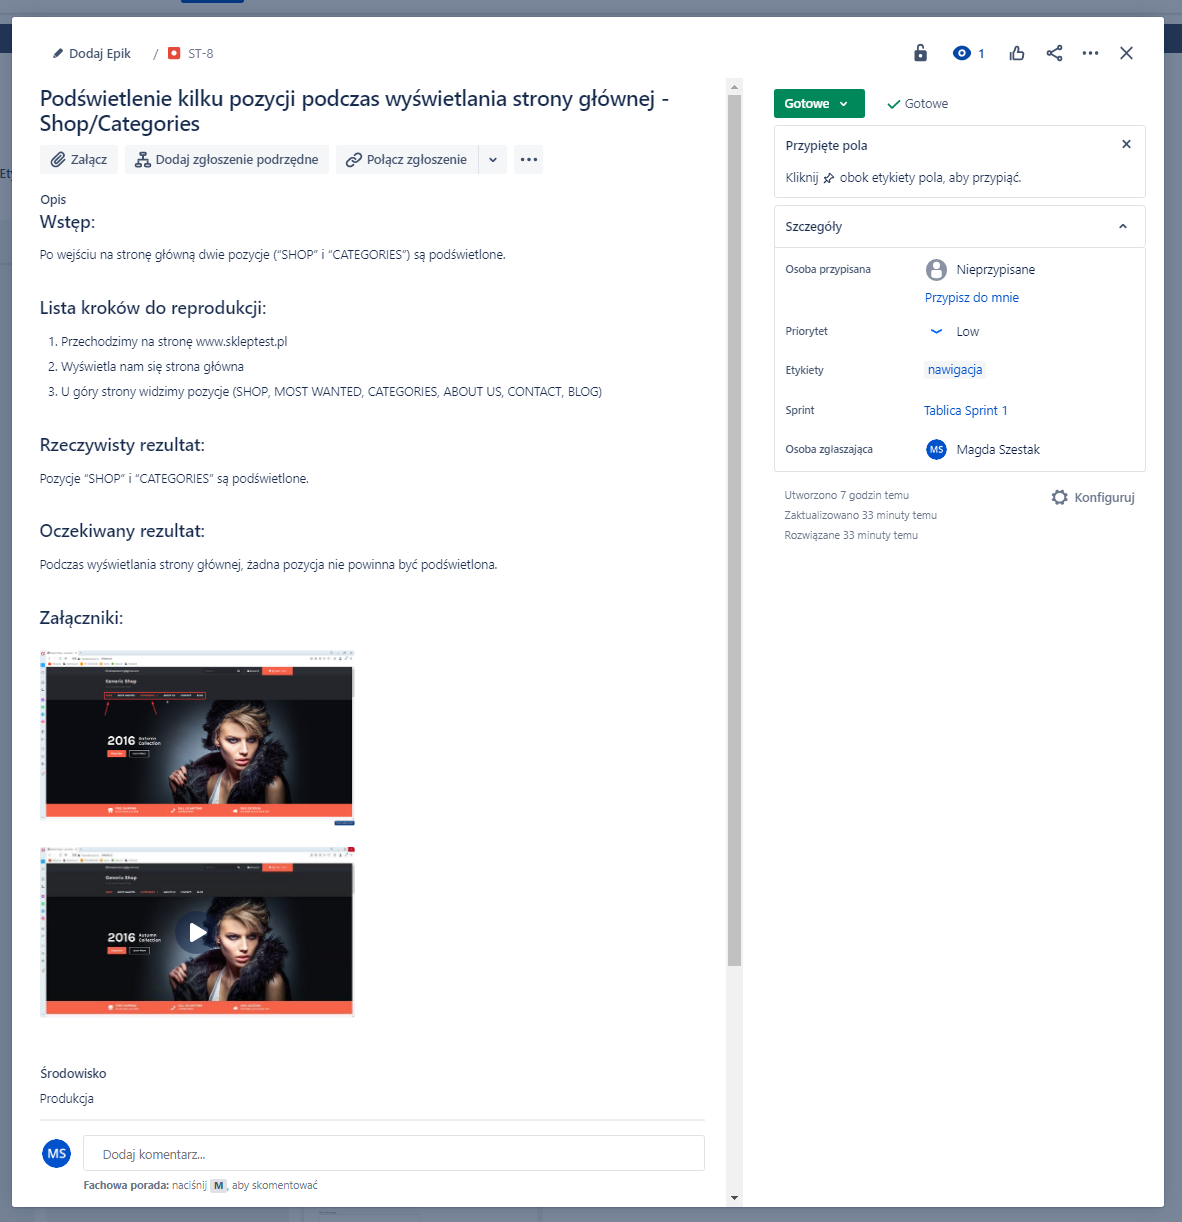 Dodaj Epik / ST-8
1
Podświetlenie kilku pozycji podczas wyświetlania strony głównej -
Shop/Categories
Załącz
Dodaj zgłoszenie podrzędne
Połącz zgłoszenie
Opis
Wstęp:
Po wejściu na stronę główną dwie pozycje (“SHOP” i “CATEGORIES”) są podświetlone.
Lista kroków do reprodukcji:
1. Przechodzimy na stronę www.skleptest.pl
2. Wyświetla nam się strona główna
3. U góry strony widzimy pozycje (SHOP, MOST WANTED, CATEGORIES, ABOUT US, CONTACT, BLOG)
Rzeczywisty rezultat:
Pozycje “SHOP” i “CATEGORIES” są podświetlone.
Oczekiwany rezultat:
Podczas wyświetlania strony głównej, żadna pozycja nie powinna być podświetlona.
Załączniki:
Generic Shop
2016 Autumn
Collection
Generic Shop
2016 Autumn
Collection
Środowisko
Produkcja
MS
Dodaj komentarz...
Fachowa porada: naciśnij M, aby skomentować
Gotowe
Gotowe
Przypięte pola
Kliknij obok etykiety pola, aby przypiąć.
Szczegóły
Osoba przypisana
Nieprzypisane
Przypisz do mnie
Priorytet
Low
Etykiety
nawigacja
Sprint
Tablica Sprint 1
Osoba zgłaszająca
MS Magda Szestak
Utworzono 7 godzin temu
Zaktualizowano 33 minuty temu
Rozwiązane 33 minuty temu
Konfiguruj